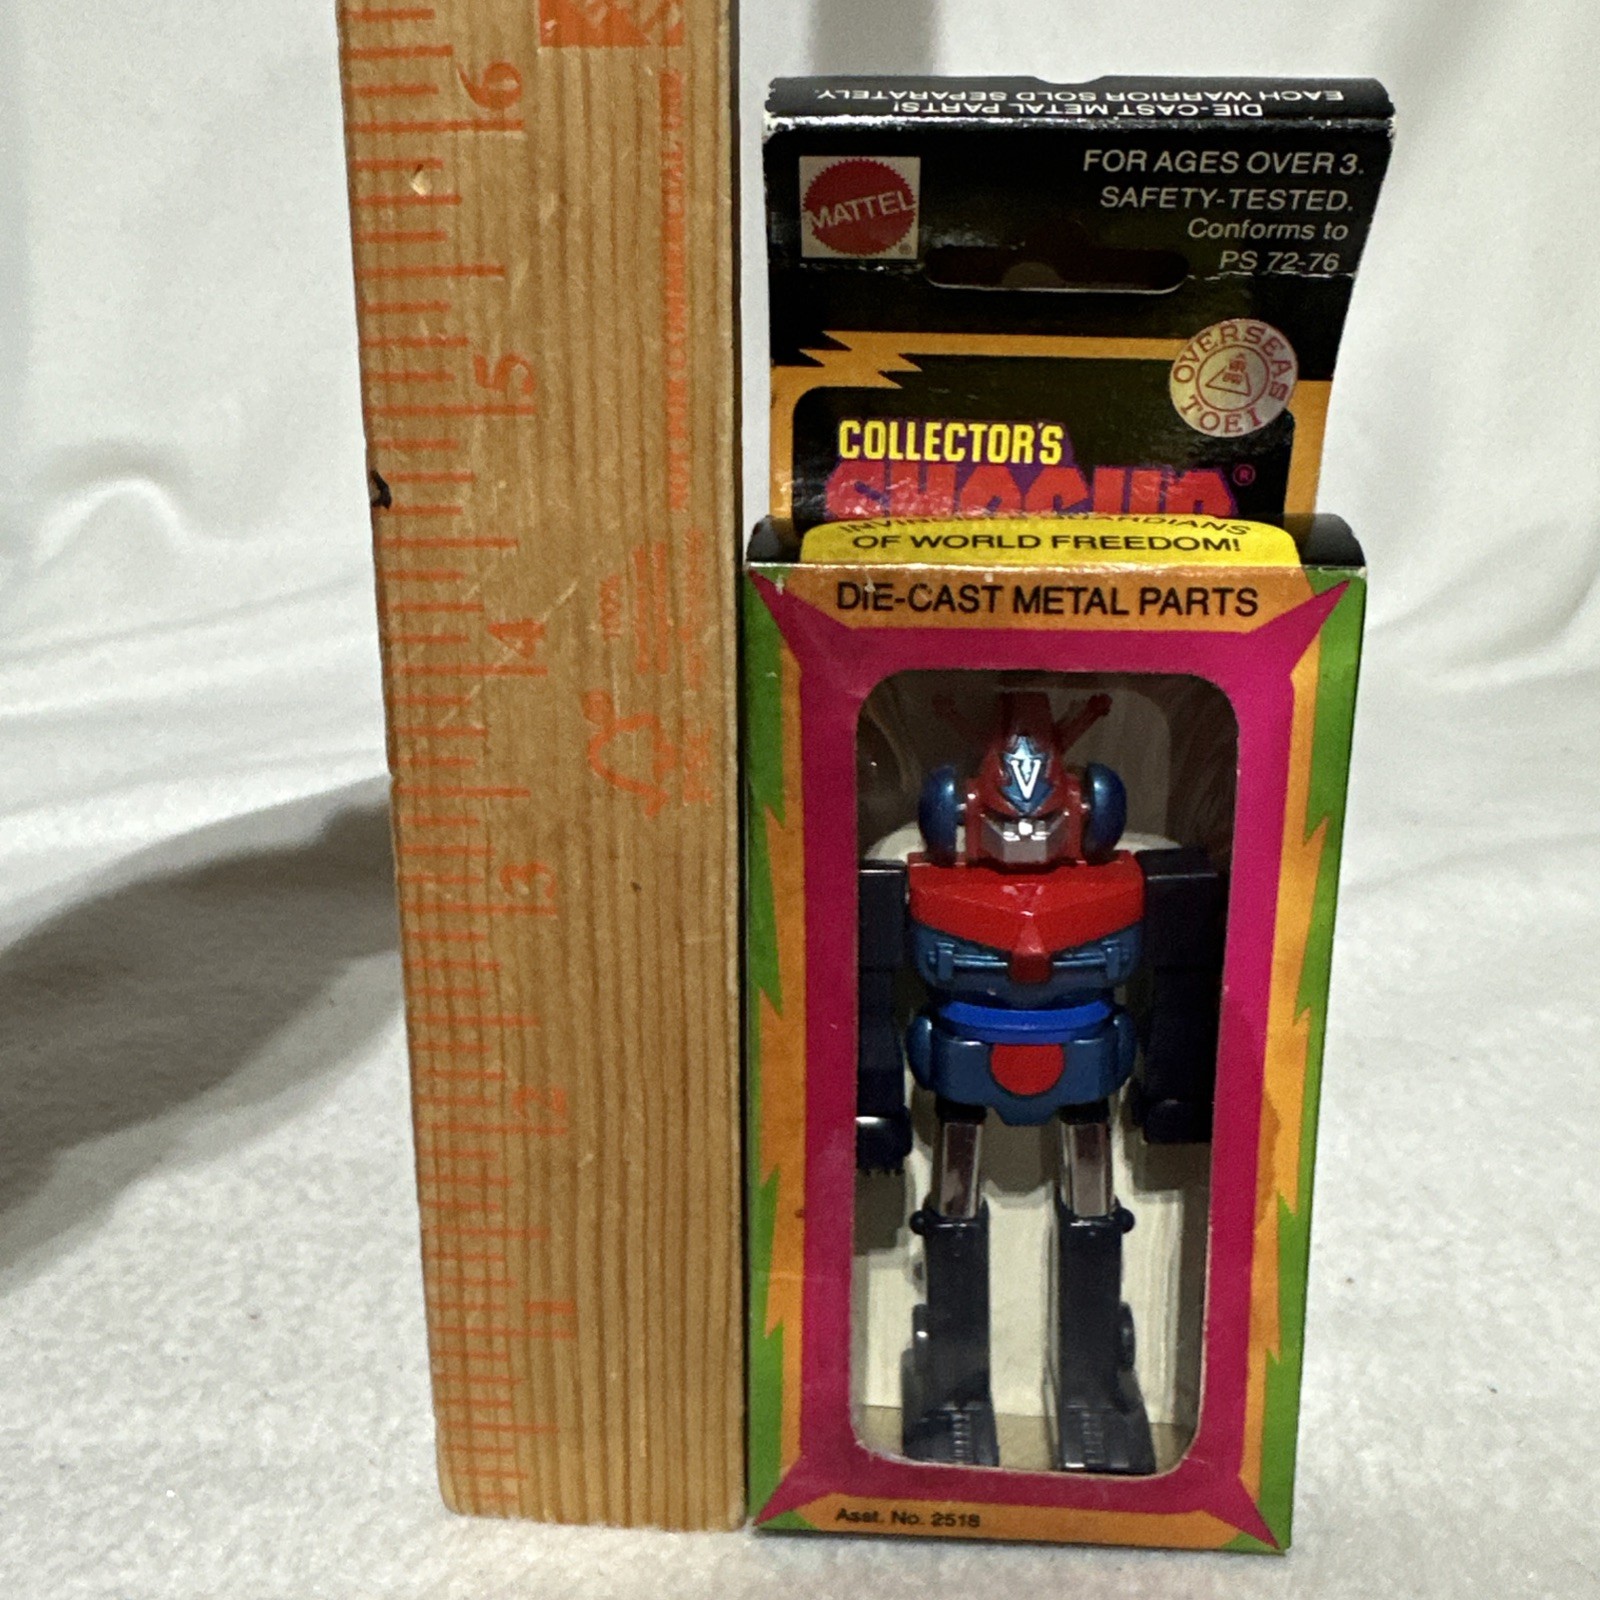 EACH WARRIOR SOLD SEPARATELY.
DIE-CAST METAL PARTS!
MATTEL
®
FOR AGES OVER 3.
SAFETY-TESTED.
Conforms to
PS 72-76
OVERSEAS
TOEI
COLLECTOR'S
SHOGUN®
OF WORLD FREEDOM!
DIE-CAST METAL PARTS
V
Asst. No. 2518
6
5
4
3
2
1